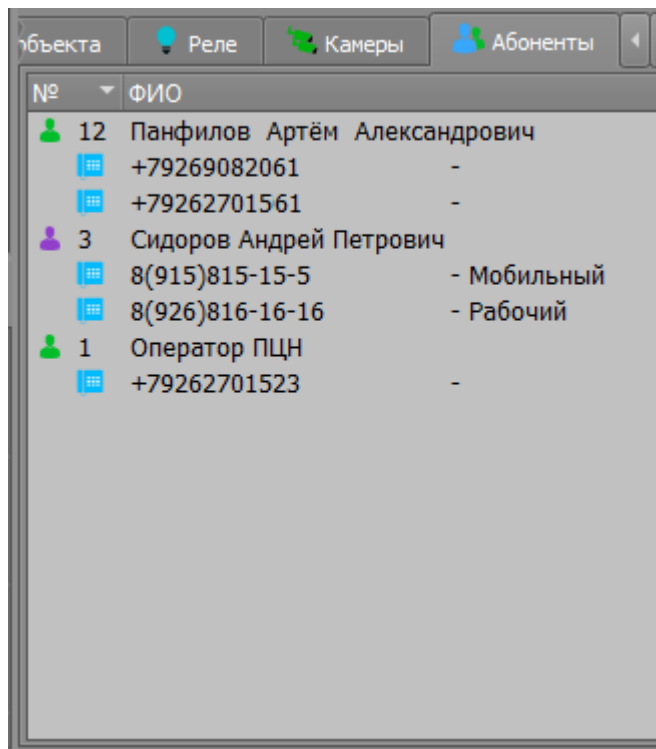 объекта Реле Камеры Абоненты
№ ФИО
12 Панфилов Артём Александрович
+79269082061 -
+79262701561 -
3 Сидоров Андрей Петрович
8(915)815-15-5 - Мобильный
8(926)816-16-16 - Рабочий
1 Оператор ПЦН
+79262701523 -